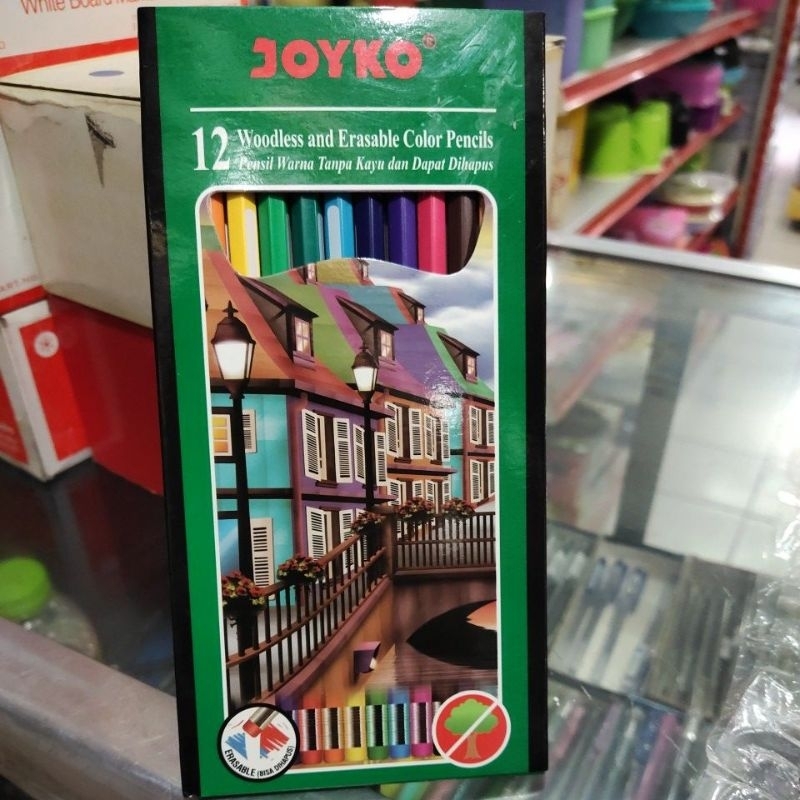 White Board Ma
JOYKO®
12 Woodless and Erasable Color Pencils
Pensil Warna Tanpa Kayu dan Dapat Dihapus
ERASABLE (BISA DIHAPUS)